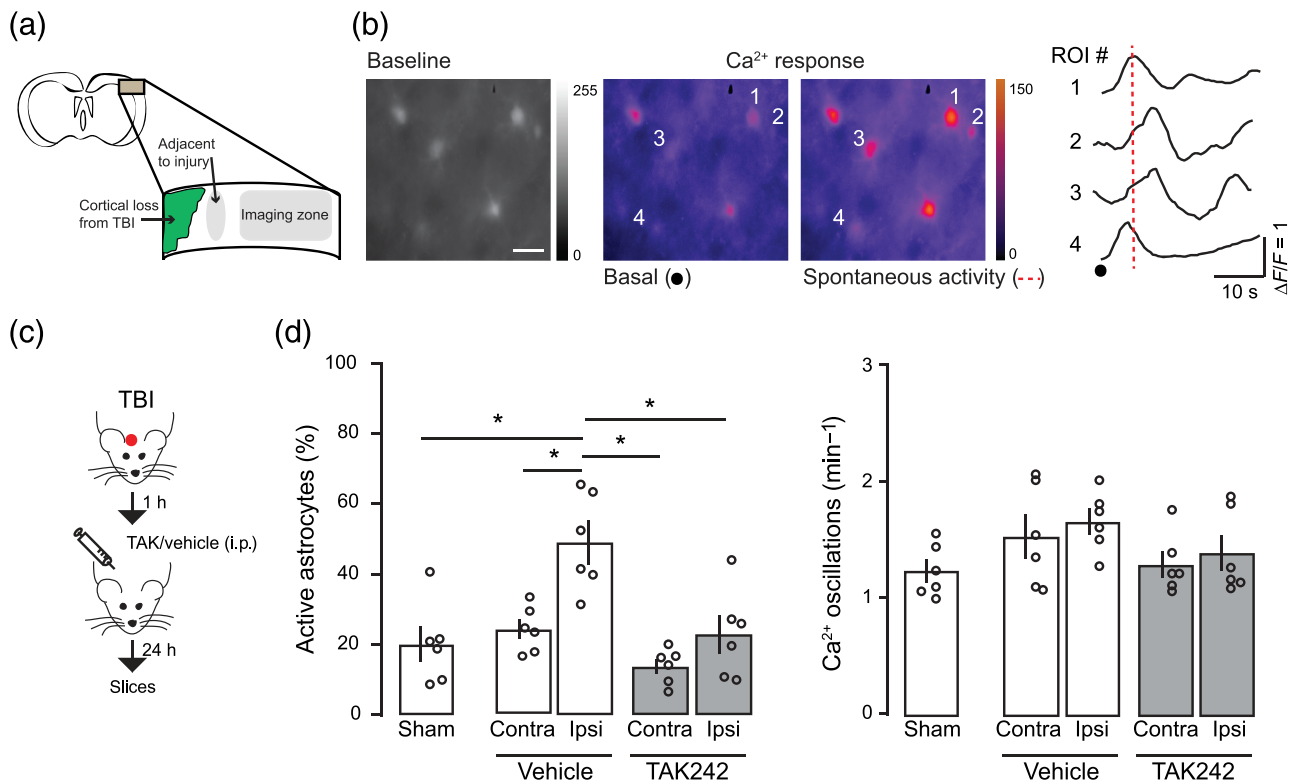 (a)
Adjacent
to injury
Cortical loss
from TBI
Imaging zone
(b)
Baseline
255
0
Ca²⁺ response
1
2
3
4
1
2
3
4
150
0
Basal (●)
Spontaneous activity (---)
ROI #
1
2
3
4
10 s
ΔF/F = 1
(c)
TBI
1 h
TAK/vehicle (i.p.)
24 h
Slices
(d)
Active astrocytes (%)
100
80
60
40
20
0
*
*
*
*
Sham
Contra
Ipsi
Contra
Ipsi
Vehicle
TAK242
Ca²⁺ oscillations (min⁻¹)
3
2
1
0
Sham
Contra
Ipsi
Contra
Ipsi
Vehicle
TAK242